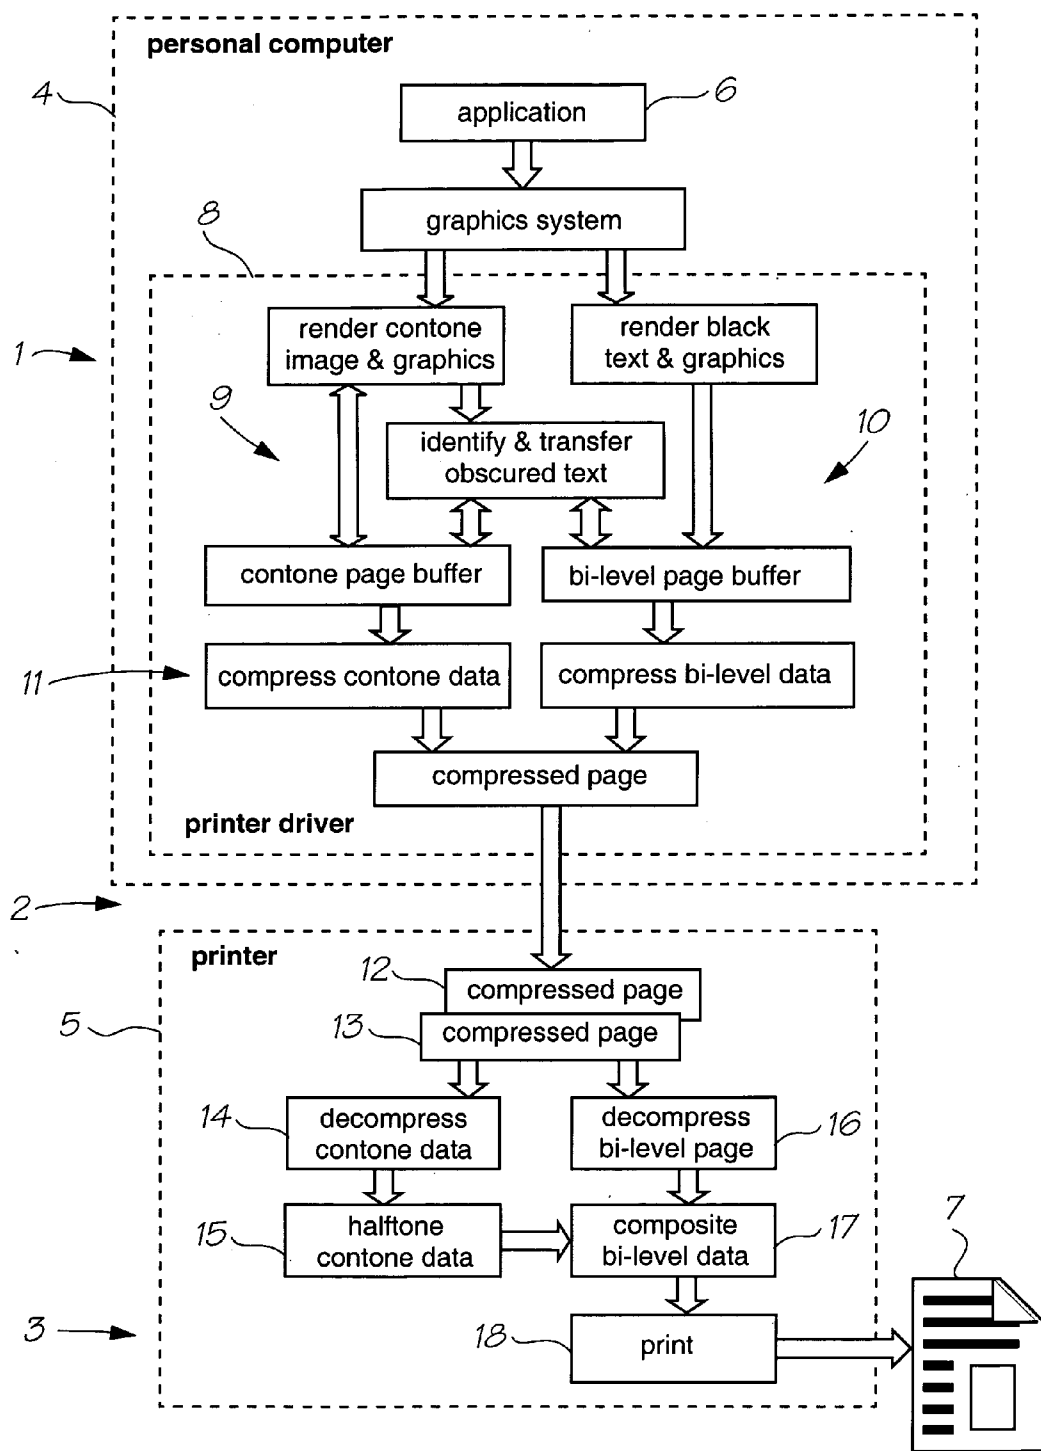 personal computer
4
6
application
graphics system
8
render contone
image & graphics
render black
text & graphics
1
9
10
identify & transfer
obscured text
contone page buffer
bi-level page buffer
11
compress contone data
compress bi-level data
compressed page
printer driver
2
printer
12
compressed page
5
13
compressed page
14
decompress
contone data
decompress
bi-level page
16
15
halftone
contone data
composite
bi-level data
17
7
3
18
print